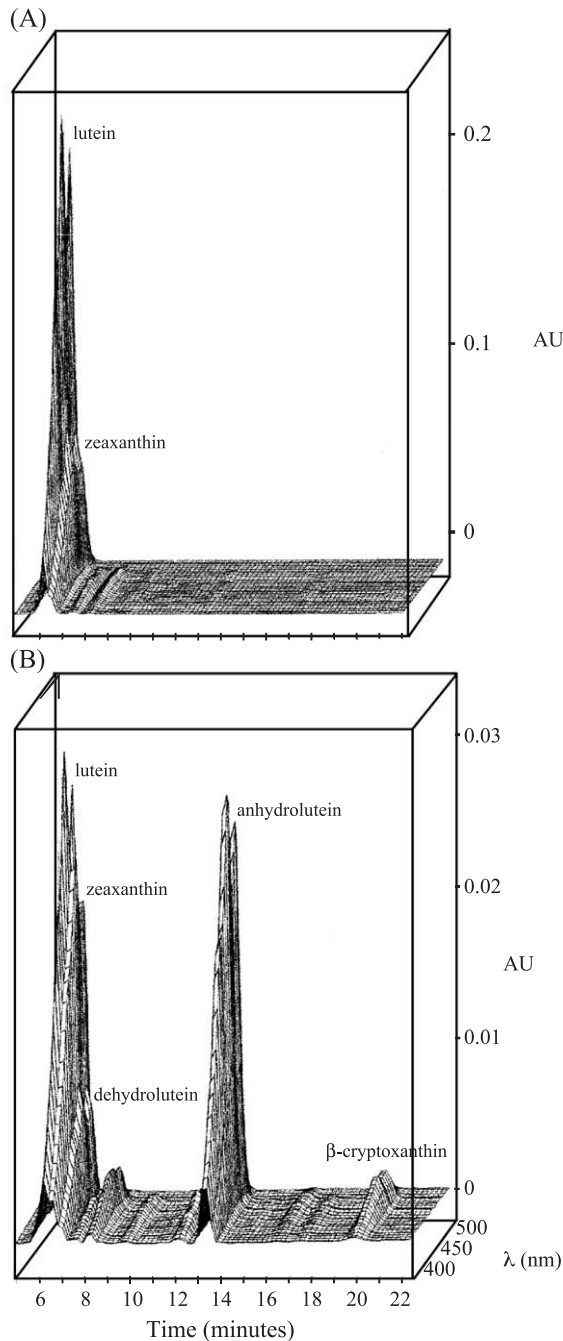 (A)
lutein
zeaxanthin
0.2
0.1
AU
0
(B)
lutein
zeaxanthin
dehydrolutein
anhydrolutein
β-cryptoxanthin
0.03
0.02
AU
0.01
0
500
450
400
λ (nm)
6 8 10 12 14 16 18 20 22
Time (minutes)